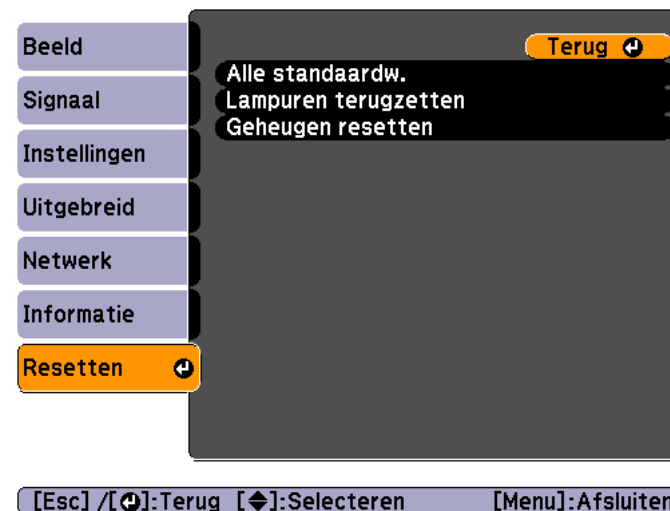 Beeld
Signaal
Instellingen
Uitgebreid
Netwerk
Informatie
Resetten
Terug
Alle standaardw.
Lampuren terugzetten
Geheugen resetten
[Esc] /[ ]:Terug [ ]:Selecteren [Menu]:Afsluiten